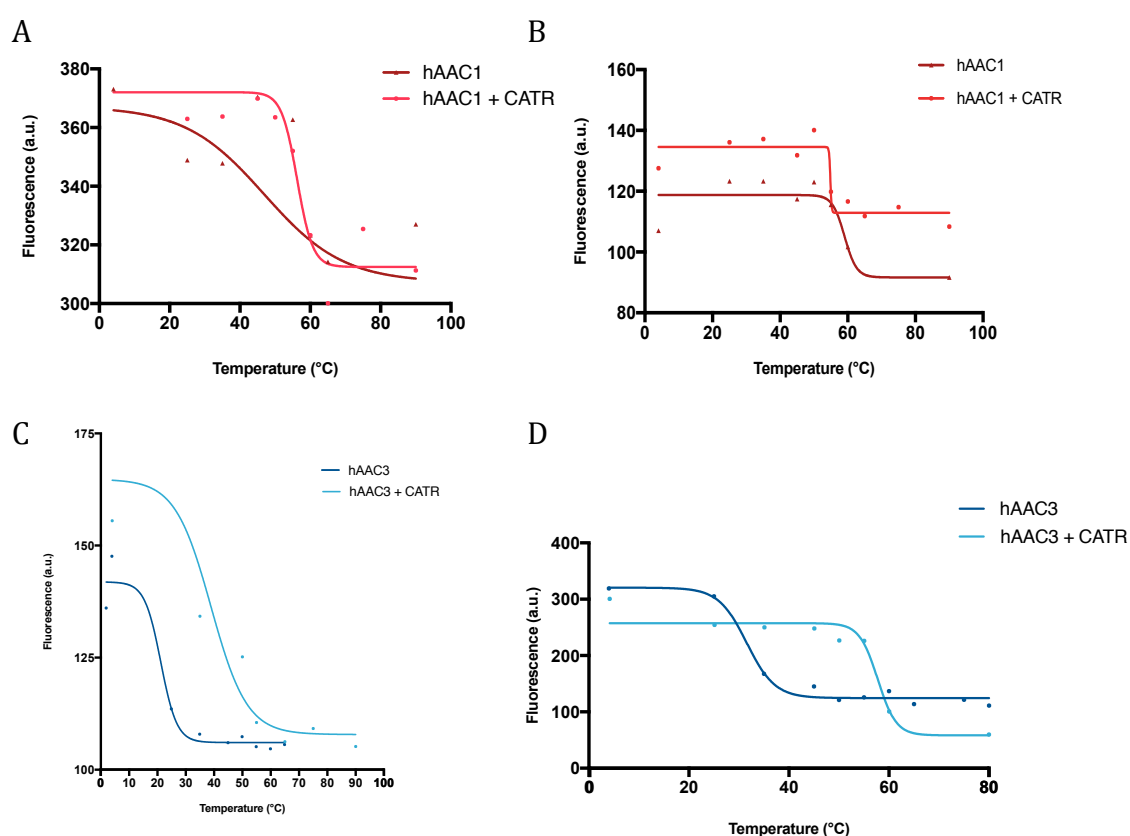 A
380
360
340
320
300
0
20
40
60
80
100
Fluorescence (a.u.)
Temperature (°C)
hAAC1
hAAC1 + CATR
B
160
140
120
100
80
0
20
40
60
80
100
Fluorescence (a.u.)
Temperature (°C)
hAAC1
hAAC1 + CATR
C
175
150
125
100
0
10
20
30
40
50
60
70
80
90
100
Fluorescence (a.u.)
Temperature (°C)
hAAC3
hAAC3 + CATR
D
400
300
200
100
0
0
20
40
60
80
Fluorescence (a.u.)
Temperature (°C)
hAAC3
hAAC3 + CATR